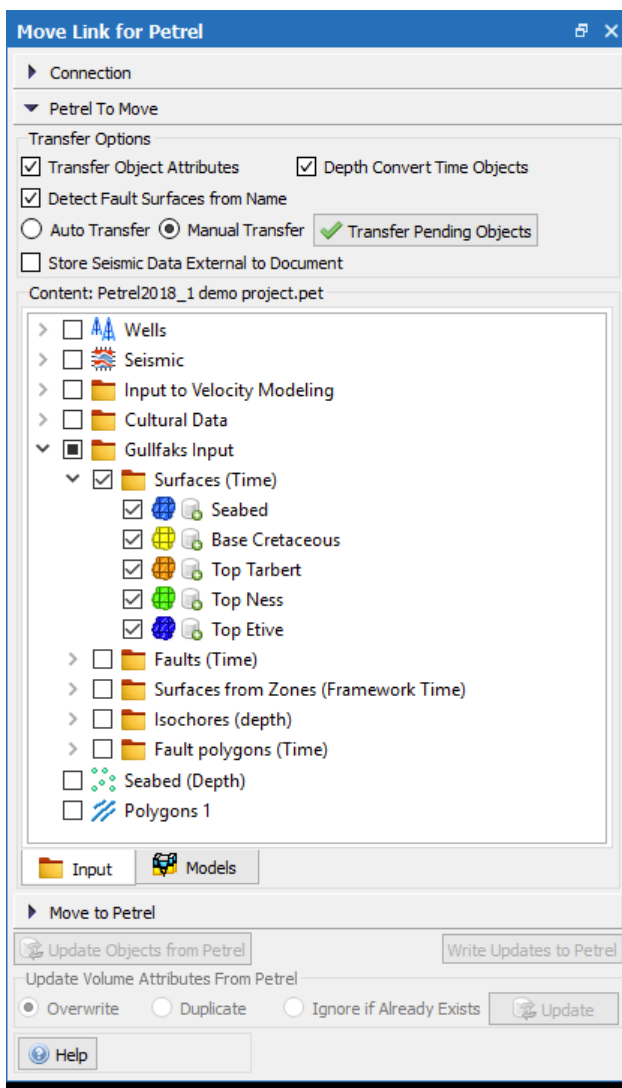 Move Link for Petrel
Connection
Petrel To Move
Transfer Options
Transfer Object Attributes Depth Convert Time Objects
Detect Fault Surfaces from Name
Auto Transfer Manual Transfer Transfer Pending Objects
Store Seismic Data External to Document
Content: Petrel2018_1 demo project.pet
Wells
Seismic
Input to Velocity Modeling
Cultural Data
Gullfaks Input
Surfaces (Time)
Seabed
Base Cretaceous
Top Tarbert
Top Ness
Top Etive
Faults (Time)
Surfaces from Zones (Framework Time)
Isochores (depth)
Fault polygons (Time)
Seabed (Depth)
Polygons 1
Input Models
Move to Petrel
Update Objects from Petrel Write Updates to Petrel
Update Volume Attributes From Petrel
Overwrite Duplicate Ignore if Already Exists Update
Help